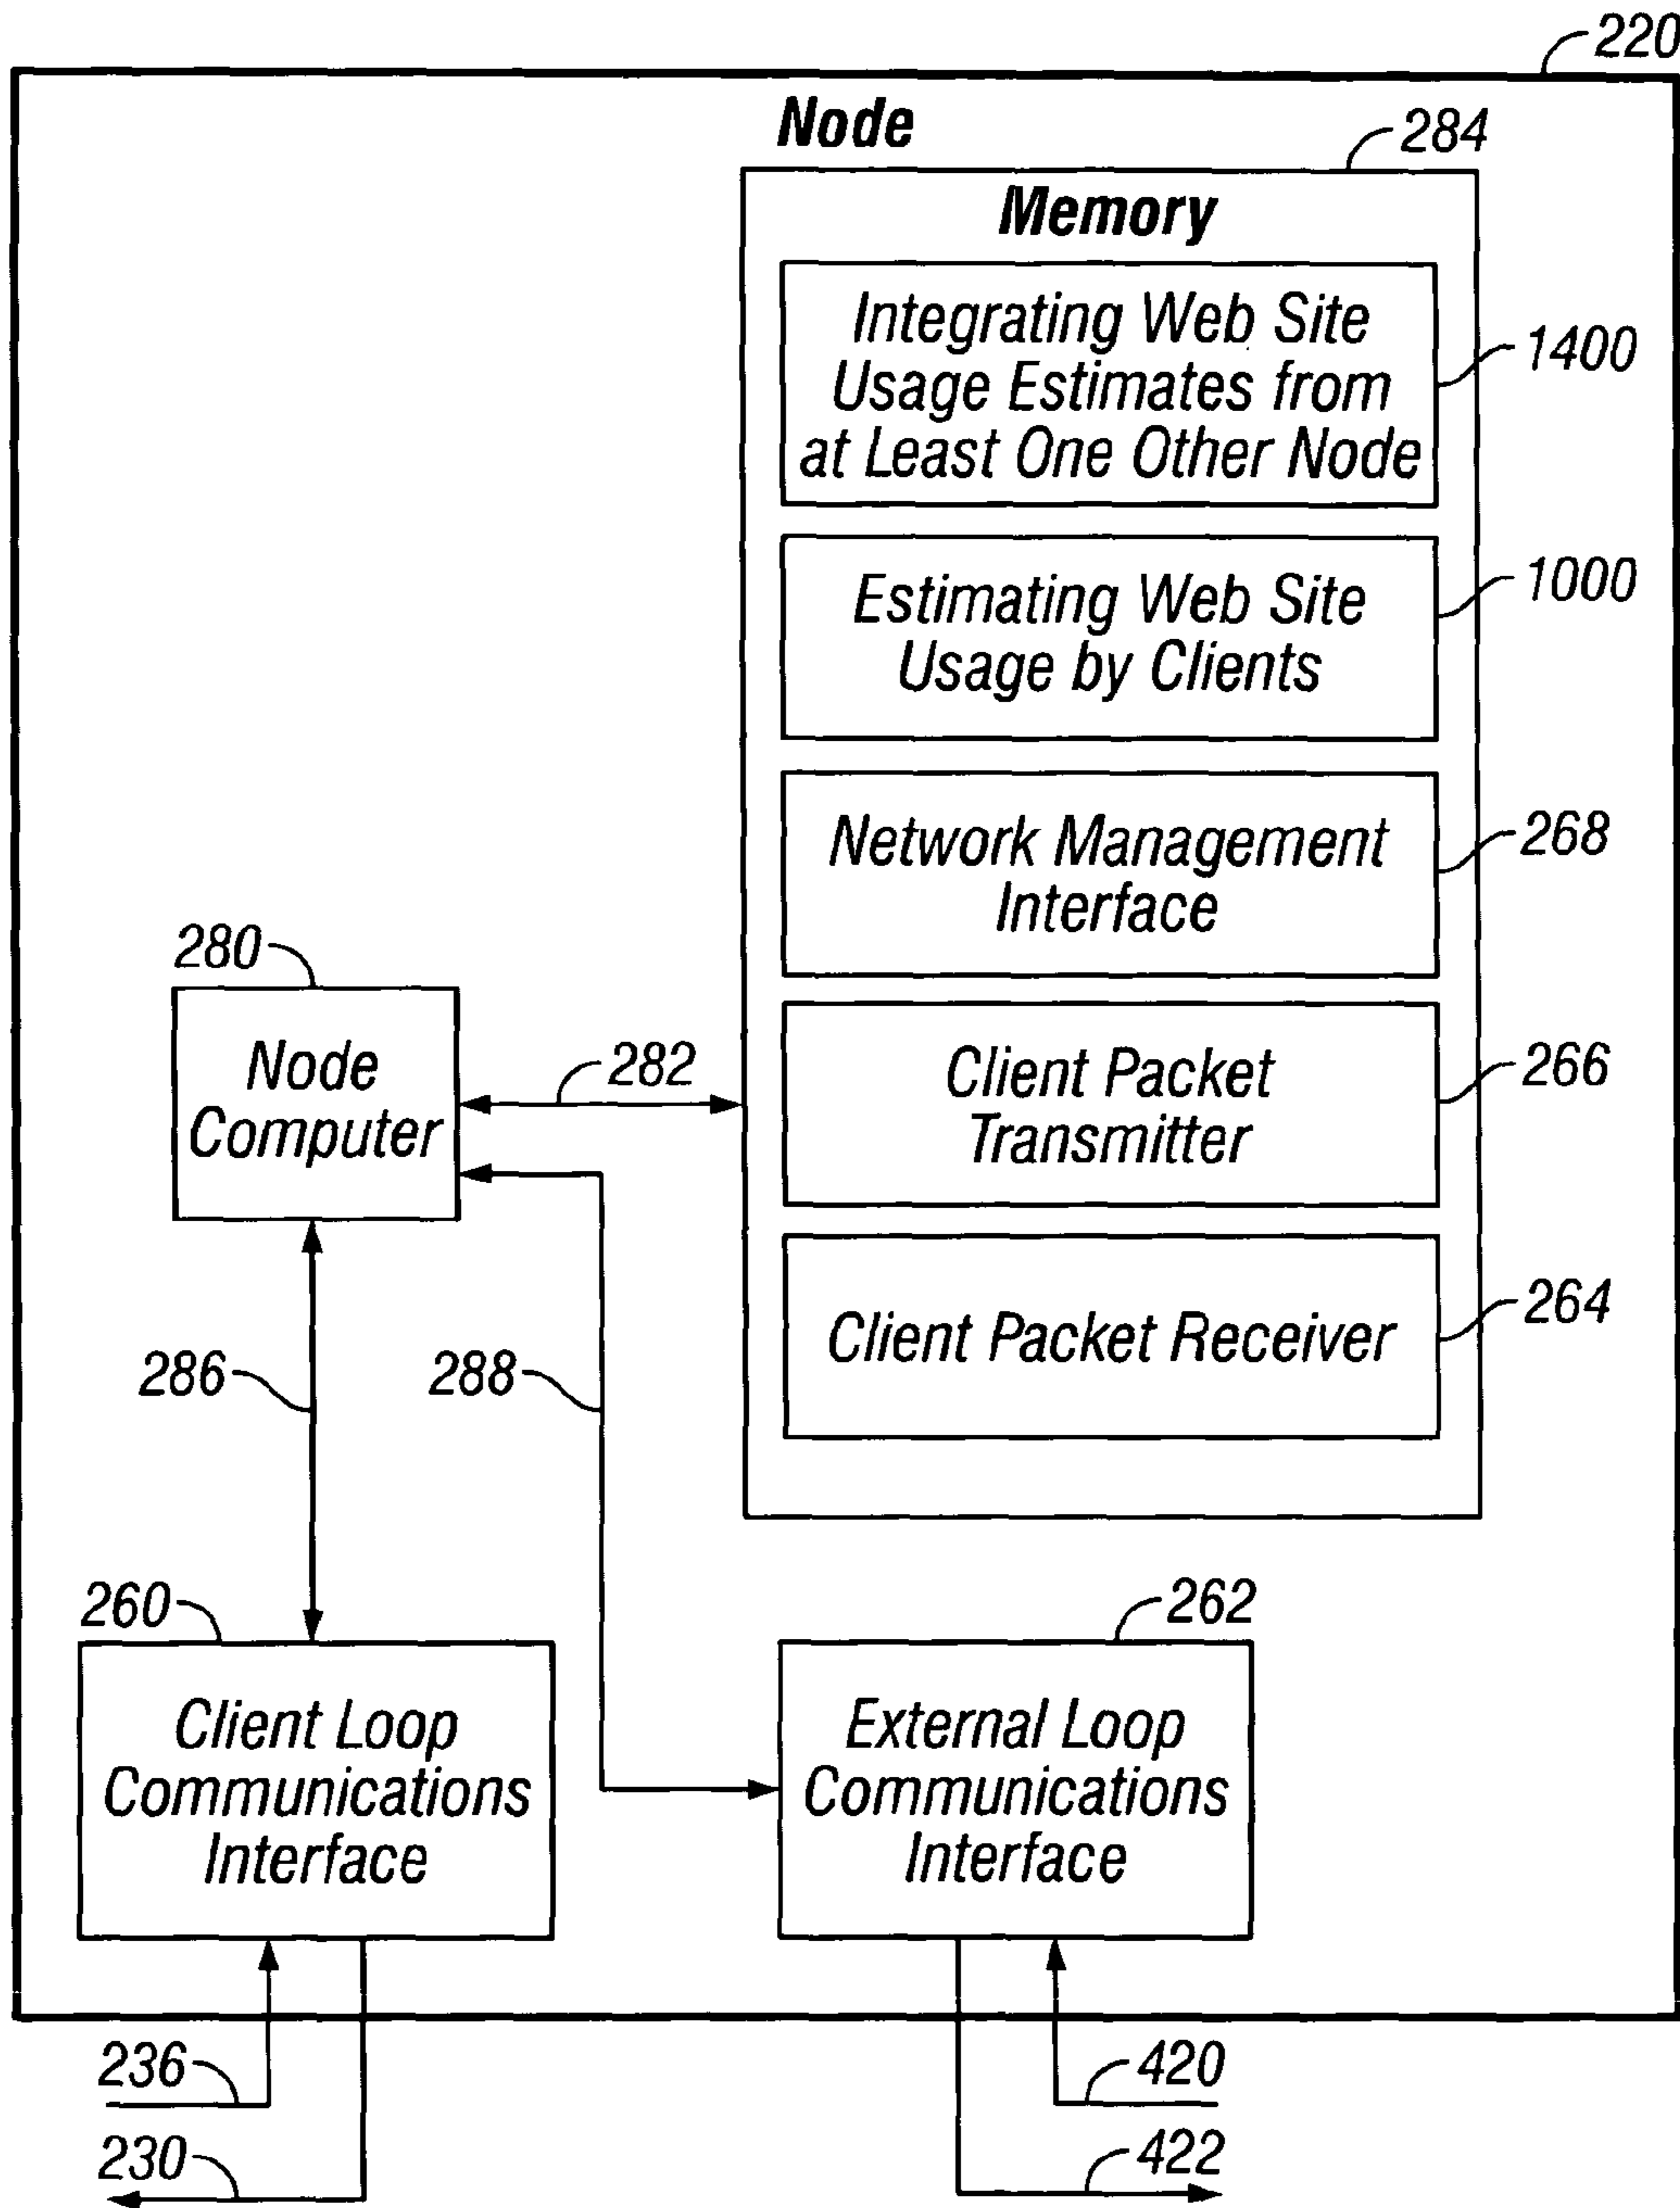 220
Node
284
Memory
Integrating Web Site
Usage Estimates from
at Least One Other Node
1400
Estimating Web Site
Usage by Clients
1000
Network Management
Interface
268
280
Node
Computer
282
Client Packet
Transmitter
266
Client Packet Receiver
264
286
288
260
Client Loop
Communications
Interface
262
External Loop
Communications
Interface
236
230
420
422